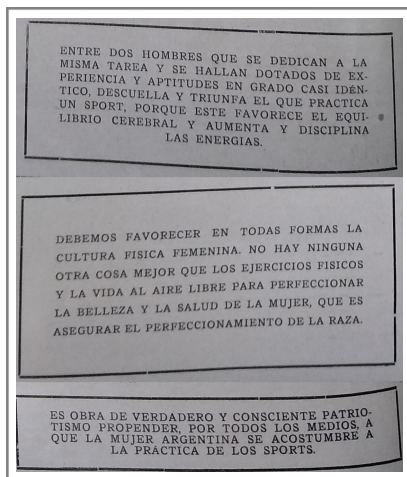 ENTRE DOS HOMBRES QUE SE DEDICAN A LA
MISMA TAREA Y SE HALLAN DOTADOS DE EX-
PERIENCIA Y APTITUDES EN GRADO CASI IDÉN-
TICO, DESCUELLA Y TRIUNFA EL QUE PRACTICA
UN SPORT, PORQUE ESTE FAVORECE EL EQUI-
LIBRIO CEREBRAL Y AUMENTA Y DISCIPLINA
LAS ENERGIAS.
DEBEMOS FAVORECER EN TODAS FORMAS LA
CULTURA FISICA FEMENINA. NO HAY NINGUNA
OTRA COSA MEJOR QUE LOS EJERCICIOS FISICOS
Y LA VIDA AL AIRE LIBRE PARA PERFECCIONAR
LA BELLEZA Y LA SALUD DE LA MUJER, QUE ES
ASEGURAR EL PERFECCIONAMIENTO DE LA RAZA.
ES OBRA DE VERDADERO Y CONSCIENTE PATRIO-
TISMO PROPENDER, POR TODOS LOS MEDIOS, A
QUE LA MUJER ARGENTINA SE ACOSTUMBRE A
LA PRÁCTICA DE LOS SPORTS.